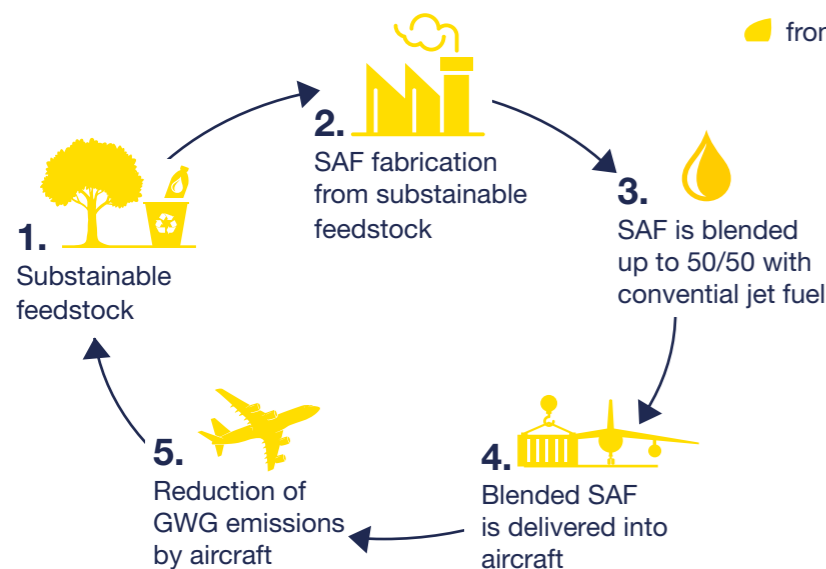 from
1.
Substainable
feedstock
2.
SAF fabrication
from substainable
feedstock
3.
SAF is blended
up to 50/50 with
convential jet fuel
4.
Blended SAF
is delivered into
aircraft
5.
Reduction of
GWG emissions
by aircraft